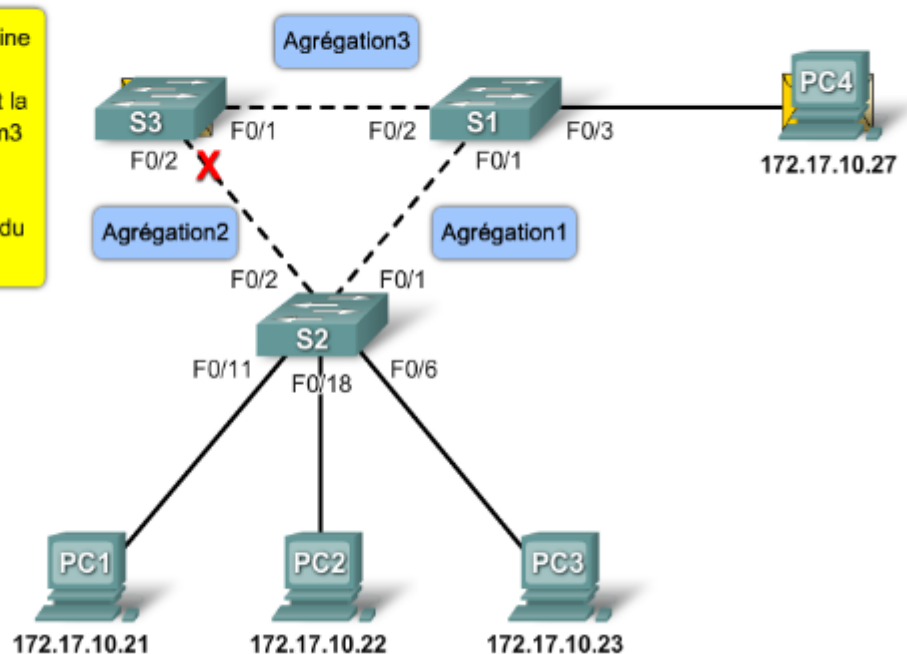 t la
du
Agrégation3
S3
F0/1
F0/2
S1
F0/3
PC4
172.17.10.27
F0/2
X
F0/1
Agrégation2
Agrégation1
F0/2
F0/1
S2
F0/11
F0/18
F0/6
PC1
PC2
PC3
172.17.10.21
172.17.10.22
172.17.10.23